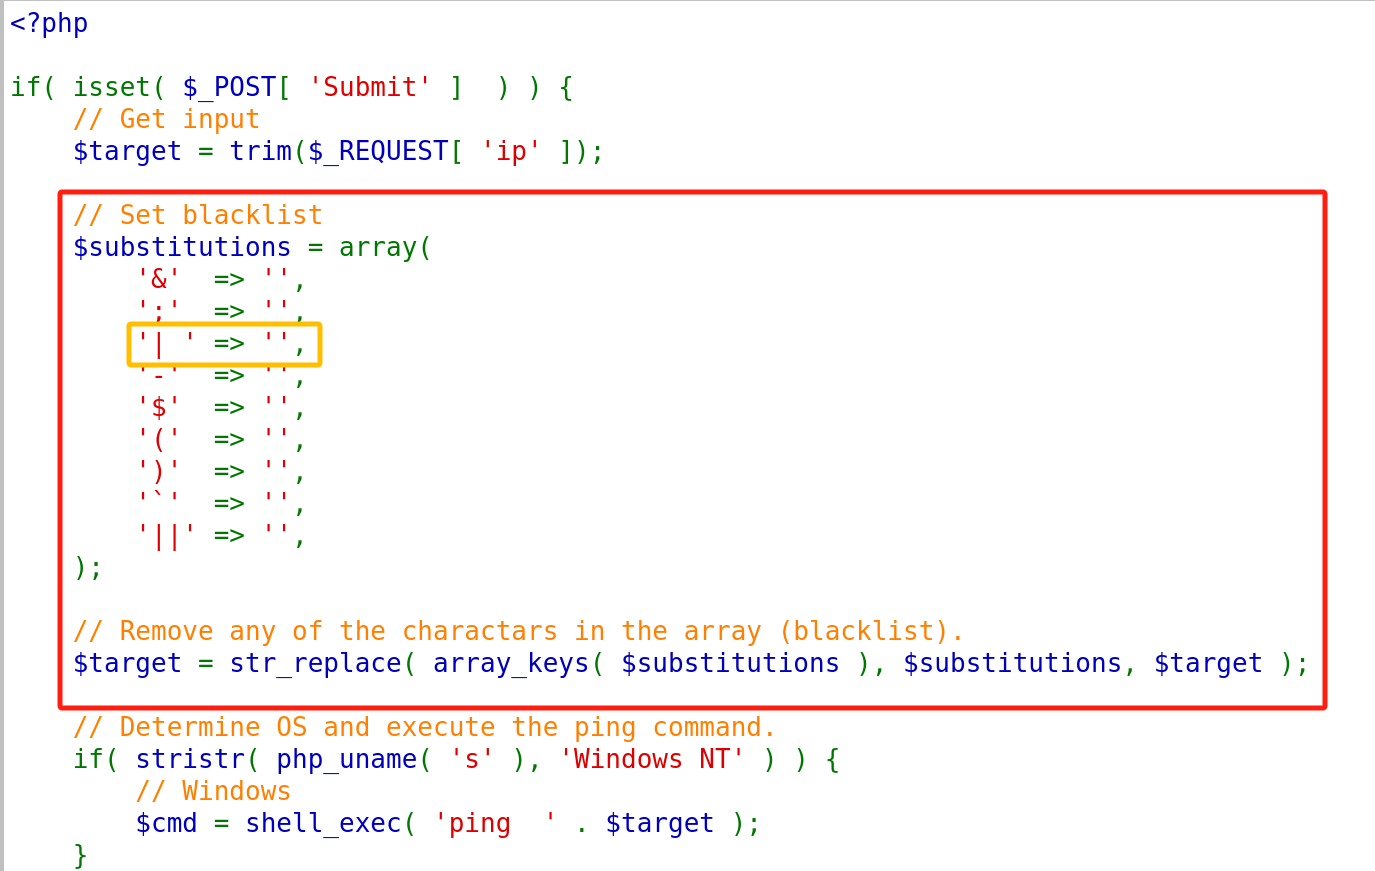 <?php

if( isset( $_POST[ 'Submit' ]  ) ) {
    // Get input
    $target = trim($_REQUEST[ 'ip' ]);

    // Set blacklist
    $substitutions = array(
        '&'  => '',
        ';'  => '',
        '| ' => '',
        '-'  => '',
        '$'  => '',
        '('  => '',
        ')'  => '',
        '`'  => '',
        '||' => '',
    );

    // Remove any of the charactars in the array (blacklist).
    $target = str_replace( array_keys( $substitutions ), $substitutions, $target );

    // Determine OS and execute the ping command.
    if( stristr( php_uname( 's' ), 'Windows NT' ) ) {
        // Windows
        $cmd = shell_exec( 'ping  ' . $target );
    }